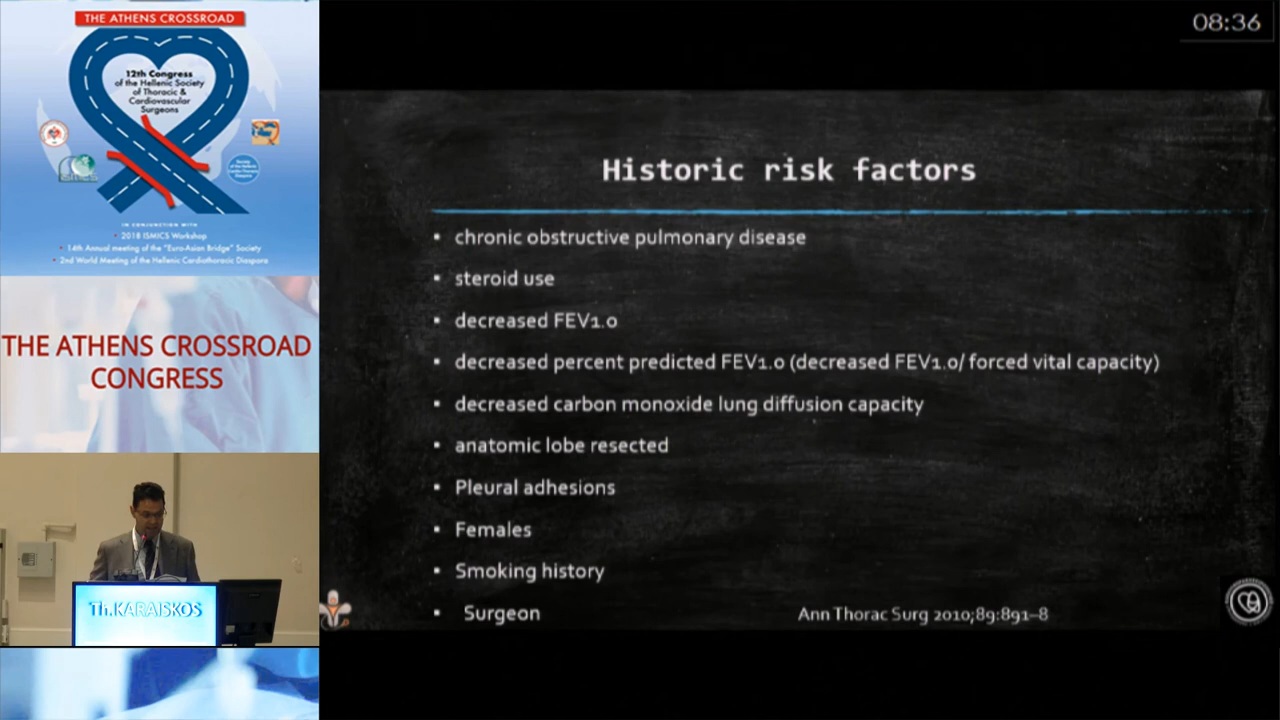 THE ATHENS CROSSROAD
12th Congress
of the Hellenic Society
of Thoracic &
Cardiovascular
Surgeons
IN CONJUNCTION WITH
• 2018 ISMICS Workshop
• 14th Annual meeting of the "Euro-Asian Bridge" Society
• 2nd World Meeting of the Hellenic Cardiothoracic Diaspora
THE ATHENS CROSSROAD
CONGRESS
Th.KARAISKOS
08:36
Historic risk factors
▪ chronic obstructive pulmonary disease
▪ steroid use
▪ decreased FEV1.0
▪ decreased percent predicted FEV1.0 (decreased FEV1.0/ forced vital capacity)
▪ decreased carbon monoxide lung diffusion capacity
▪ anatomic lobe resected
▪ Pleural adhesions
▪ Females
▪ Smoking history
▪ Surgeon
Ann Thorac Surg 2010;89:891–8